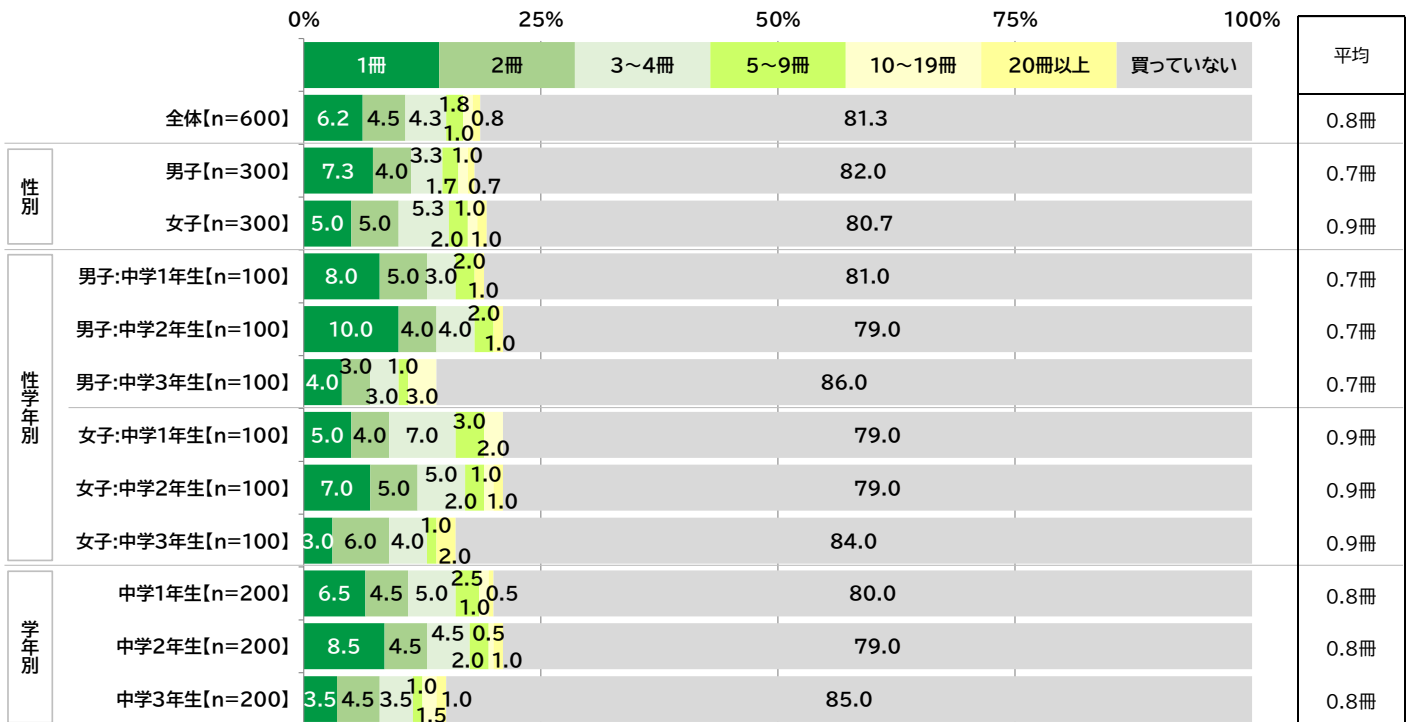 0% 25% 50% 75% 100%
1冊 2冊 3～4冊 5～9冊 10～19冊 20冊以上 買っていない 平均
全体【n=600】 6.2 4.5 4.3 1.8 1.0 0.8 81.3 0.8冊
性別
男子【n=300】 7.3 4.0 3.3 1.7 1.0 0.7 82.0 0.7冊
女子【n=300】 5.0 5.0 5.3 2.0 1.0 1.0 80.7 0.9冊
性学年別
男子:中学1年生【n=100】 8.0 5.0 3.0 2.0 1.0 81.0 0.7冊
男子:中学2年生【n=100】 10.0 4.0 4.0 2.0 1.0 79.0 0.7冊
男子:中学3年生【n=100】 4.0 3.0 3.0 1.0 3.0 86.0 0.7冊
女子:中学1年生【n=100】 5.0 4.0 7.0 3.0 2.0 79.0 0.9冊
女子:中学2年生【n=100】 7.0 5.0 5.0 2.0 1.0 1.0 79.0 0.9冊
女子:中学3年生【n=100】 3.0 6.0 4.0 1.0 2.0 84.0 0.9冊
学年別
中学1年生【n=200】 6.5 4.5 5.0 2.5 1.0 0.5 80.0 0.8冊
中学2年生【n=200】 8.5 4.5 4.5 2.0 0.5 1.0 79.0 0.8冊
中学3年生【n=200】 3.5 4.5 3.5 1.0 1.5 1.0 85.0 0.8冊